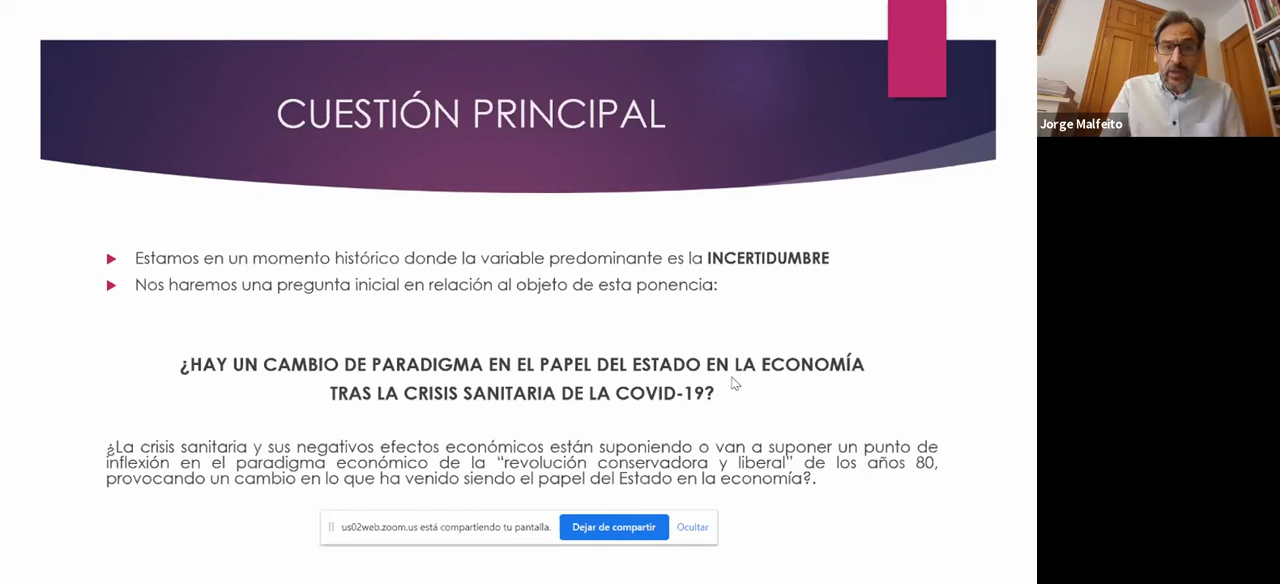 CUESTIÓN PRINCIPAL
Jorge Malfeito
Estamos en un momento histórico donde la variable predominante es la INCERTIDUMBRE
Nos haremos una pregunta inicial en relación al objeto de esta ponencia:
¿HAY UN CAMBIO DE PARADIGMA EN EL PAPEL DEL ESTADO EN LA ECONOMÍA
TRAS LA CRISIS SANITARIA DE LA COVID-19?
¿La crisis sanitaria y sus negativos efectos económicos están suponiendo o van a suponer un punto de
inflexión en el paradigma económico de la “revolución conservadora y liberal” de los años 80,
provocando un cambio en lo que ha venido siendo el papel del Estado en la economía?.
us02web.zoom.us está compartiendo tu pantalla. Dejar de compartir Ocultar